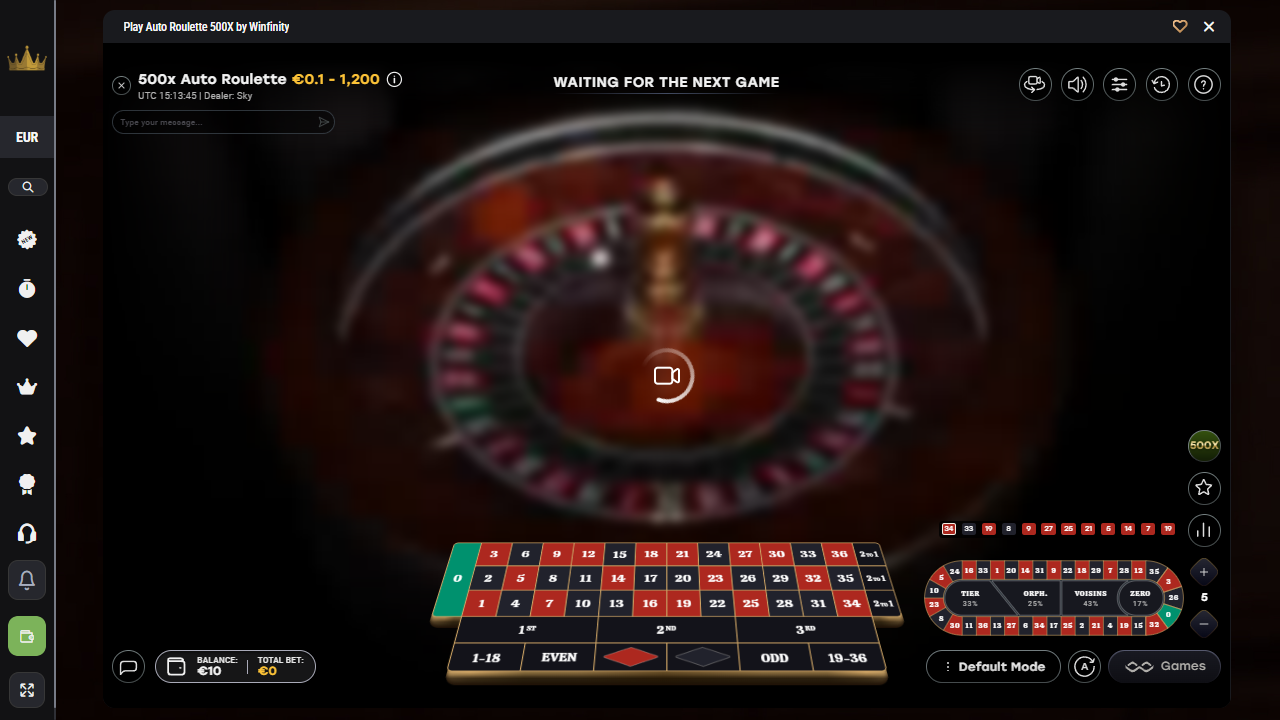 Play Auto Roulette 500X by Winfinity
EUR
NEW
500x Auto Roulette €0.1 - 1,200
UTC 15:13:45 | Dealer: Sky
Type your message...
WAITING FOR THE NEXT GAME
500X
34 33 19 8 9 27 25 21 5 14 7 19
0
3 6 9 12 15 18 21 24 27 30 33 36 2to1
2 5 8 11 14 17 20 23 26 29 32 35 2to1
1 4 7 10 13 16 19 22 25 28 31 34 2to1
1ST 2ND 3RD
1-18 EVEN ODD 19-36
5 24 16 33 1 20 14 31 9 22 18 29 7 28 12 35 3
10 26
23 0
8 30 11 36 13 27 6 34 17 25 2 21 4 19 15 32
TIER ORPH. VOISINS ZERO
33% 25% 43% 17%
+
5
−
BALANCE: TOTAL BET:
€10 €0
Default Mode
A
Games